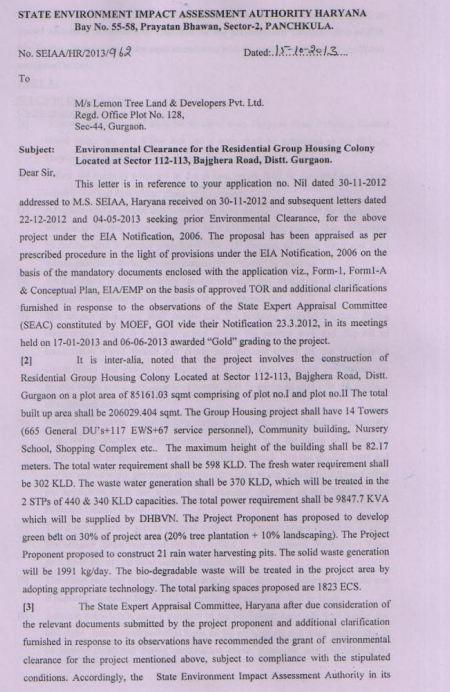 STATE ENVIRONMENT IMPACT ASSESSMENT AUTHORITY HARYANA
Bay No. 55-58, Prayatan Bhawan, Sector-2, PANCHKULA.
No. SEIAA/HR/2013/962 Dated:.15-10-2013...
To
M/s Lemon Tree Land & Developers Pvt. Ltd.
Regd. Office Plot No. 128,
Sec-44, Gurgaon.
Subject: Environmental Clearance for the Residential Group Housing Colony
Located at Sector 112-113, Bajghera Road, Distt. Gurgaon.
Dear Sir,
This letter is in reference to your application no. Nil dated 30-11-2012
addressed to M.S. SEIAA, Haryana received on 30-11-2012 and subsequent letters dated
22-12-2012 and 04-05-2013 seeking prior Environmental Clearance, for the above
project under the EIA Notification, 2006. The proposal has been appraised as per
prescribed procedure in the light of provisions under the EIA Notification, 2006 on the
basis of the mandatory documents enclosed with the application viz., Form-1, Form1-A
& Conceptual Plan, EIA/EMP on the basis of approved TOR and additional clarifications
furnished in response to the observations of the State Expert Appraisal Committee
(SEAC) constituted by MOEF, GOI vide their Notification 23.3.2012, in its meetings
held on 17-01-2013 and 06-06-2013 awarded “Gold” grading to the project.
[2] It is inter-alia, noted that the project involves the construction of
Residential Group Housing Colony Located at Sector 112-113, Bajghera Road, Distt.
Gurgaon on a plot area of 85161.03 sqmt comprising of plot no.I and plot no.II The total
built up area shall be 206029.404 sqmt. The Group Housing project shall have 14 Towers
(665 General DU's+117 EWS+67 service personnel), Community building, Nursery
School, Shopping Complex etc.. The maximum height of the building shall be 82.17
meters. The total water requirement shall be 598 KLD. The fresh water requirement shall
be 302 KLD. The waste water generation shall be 370 KLD, which will be treated in the
2 STPs of 440 & 340 KLD capacities. The total power requirement shall be 9847.7 KVA
which will be supplied by DHBVN. The Project Proponent has proposed to develop
green belt on 30% of project area (20% tree plantation + 10% landscaping). The Project
Proponent proposed to construct 21 rain water harvesting pits. The solid waste generation
will be 1991 kg/day. The bio-degradable waste will be treated in the project area by
adopting appropriate technology. The total parking spaces proposed are 1823 ECS.
[3] The State Expert Appraisal Committee, Haryana after due consideration of
the relevant documents submitted by the project proponent and additional clarification
furnished in response to its observations have recommended the grant of environmental
clearance for the project mentioned above, subject to compliance with the stipulated
conditions. Accordingly, the State Environment Impact Assessment Authority in its